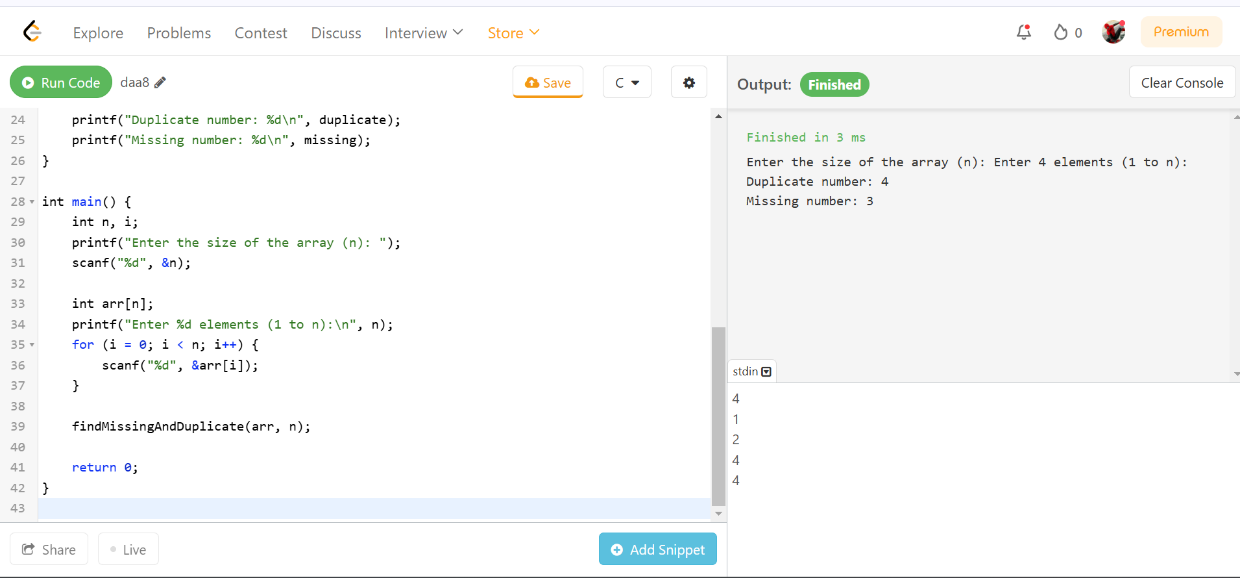 Explore Problems Contest Discuss Interview Store 0 Premium
Run Code daa8 Save C
24     printf("Duplicate number: %d\n", duplicate);
25     printf("Missing number: %d\n", missing);
26 }
27
28 int main() {
29     int n, i;
30     printf("Enter the size of the array (n): ");
31     scanf("%d", &n);
32
33     int arr[n];
34     printf("Enter %d elements (1 to n):\n", n);
35     for (i = 0; i < n; i++) {
36         scanf("%d", &arr[i]);
37     }
38
39     findMissingAndDuplicate(arr, n);
40
41     return 0;
42 }
43
Share Live Add Snippet
Output: Finished Clear Console
Finished in 3 ms
Enter the size of the array (n): Enter 4 elements (1 to n):
Duplicate number: 4
Missing number: 3
stdin
4
1
2
4
4